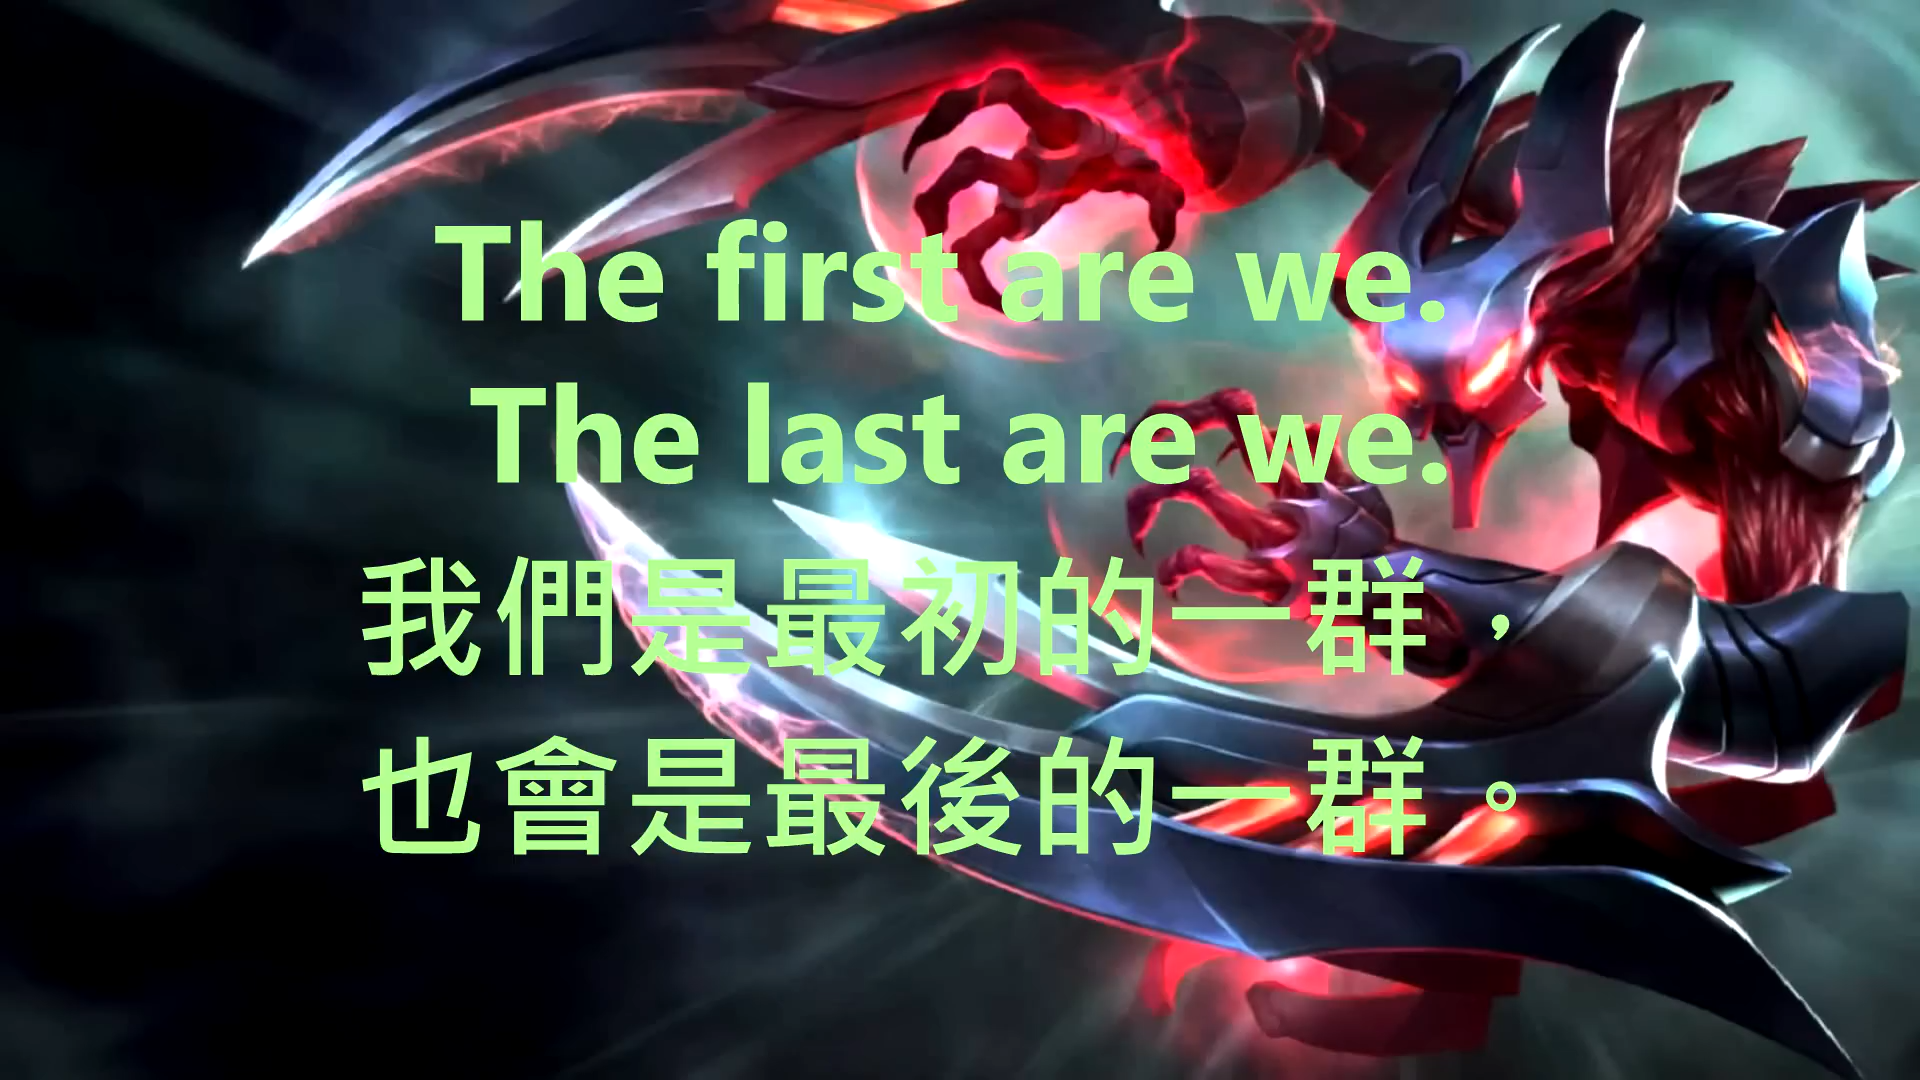 The first are we.
The last are we.
我們是最初的一群，
也會是最後的一群。